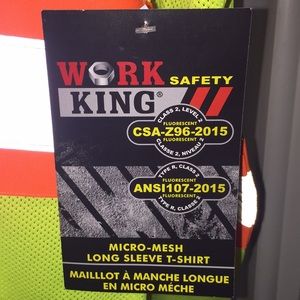 WORK
KING®
SAFETY
CLASS 2, LEVEL 2
FLUORESCENT
CSA-Z96-2015
FLUORESCENT
CLASSE 2, NIVEAU 2
TYPE R, CLASS 2
FLUORESCENT
ANSI107-2015
FLUORESCENT
TYPE R, CLASSE 2
MICRO-MESH
LONG SLEEVE T-SHIRT
MAILLLOT À MANCHE LONGUE
EN MICRO MÈCHE